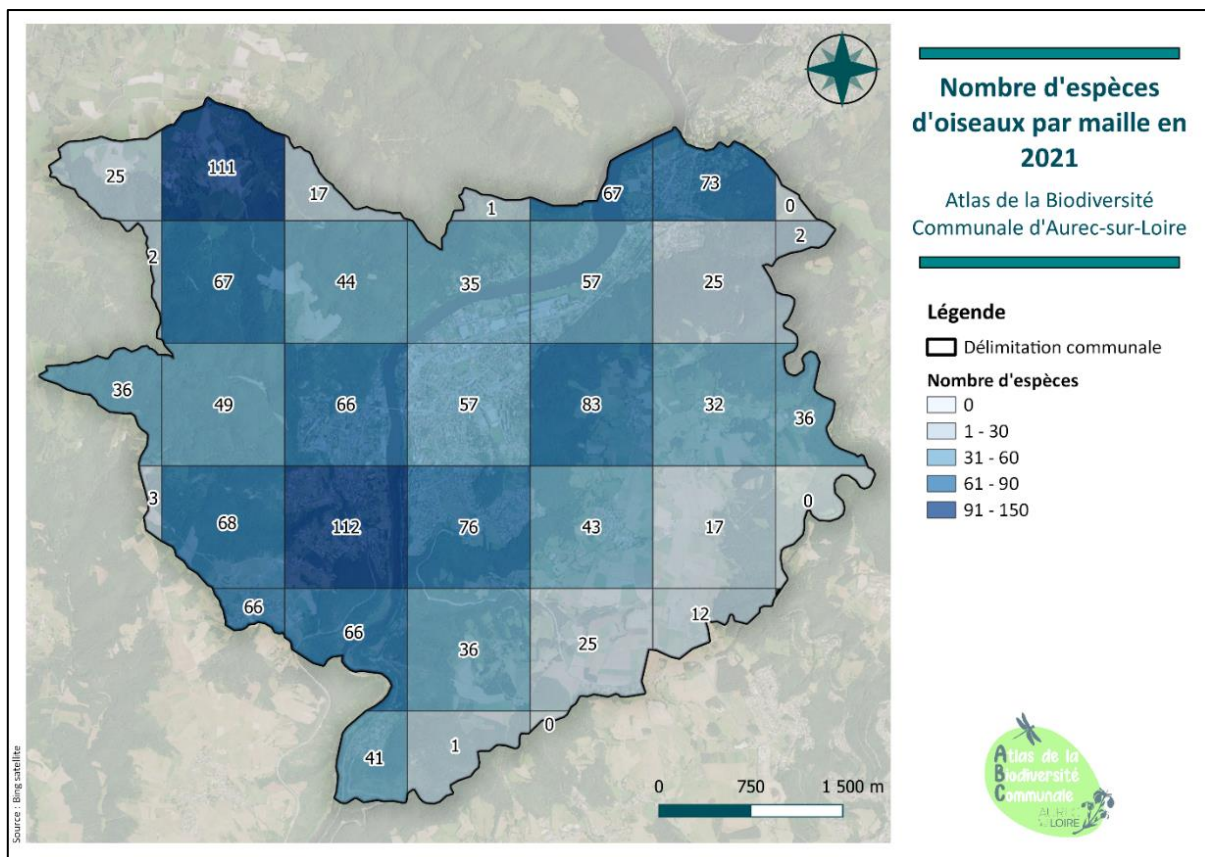 Nombre d'espèces
d'oiseaux par maille en
2021
Atlas de la Biodiversité
Communale d'Aurec-sur-Loire
25 111 17 1 67 73 0
2 67 44 35 57 25 2
36 49 66 57 83 32 36
3 68 112 76 43 17 0
66 66 36 25 12
41 1 0
Légende
Délimitation communale
Nombre d'espèces
0
1 - 30
31 - 60
61 - 90
91 - 150
0 750 1 500 m
Source : Bing satellite
Atlas de la
Biodiversité
Communale
LOIRE